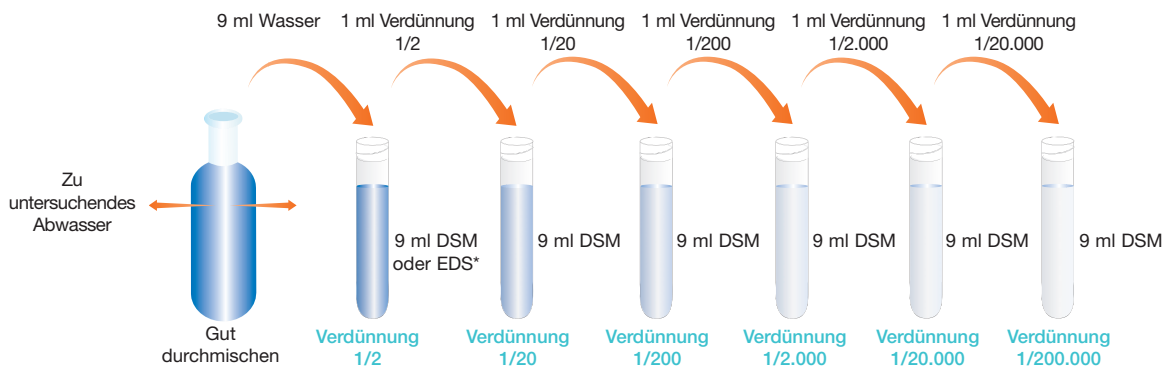 9 ml Wasser
1 ml Verdünnung
1/2
1 ml Verdünnung
1/20
1 ml Verdünnung
1/200
1 ml Verdünnung
1/2.000
1 ml Verdünnung
1/20.000
Zu
untersuchendes
Abwasser
Gut
durchmischen
9 ml DSM
oder EDS*
9 ml DSM
9 ml DSM
9 ml DSM
9 ml DSM
9 ml DSM
Verdünnung
1/2
Verdünnung
1/20
Verdünnung
1/200
Verdünnung
1/2.000
Verdünnung
1/20.000
Verdünnung
1/200.000